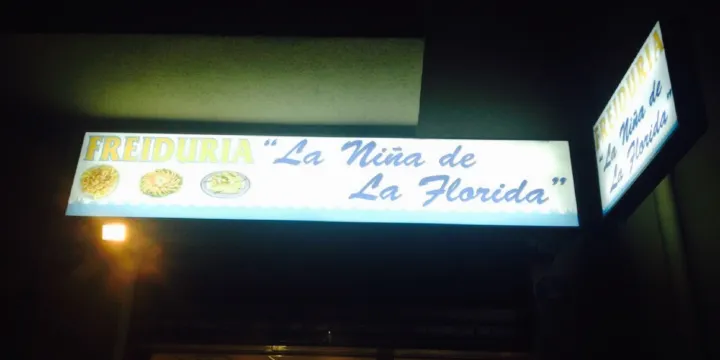 FREIDURIA "La Niña de
La Florida"
FREIDURIA
"La Niña de
La Florida"